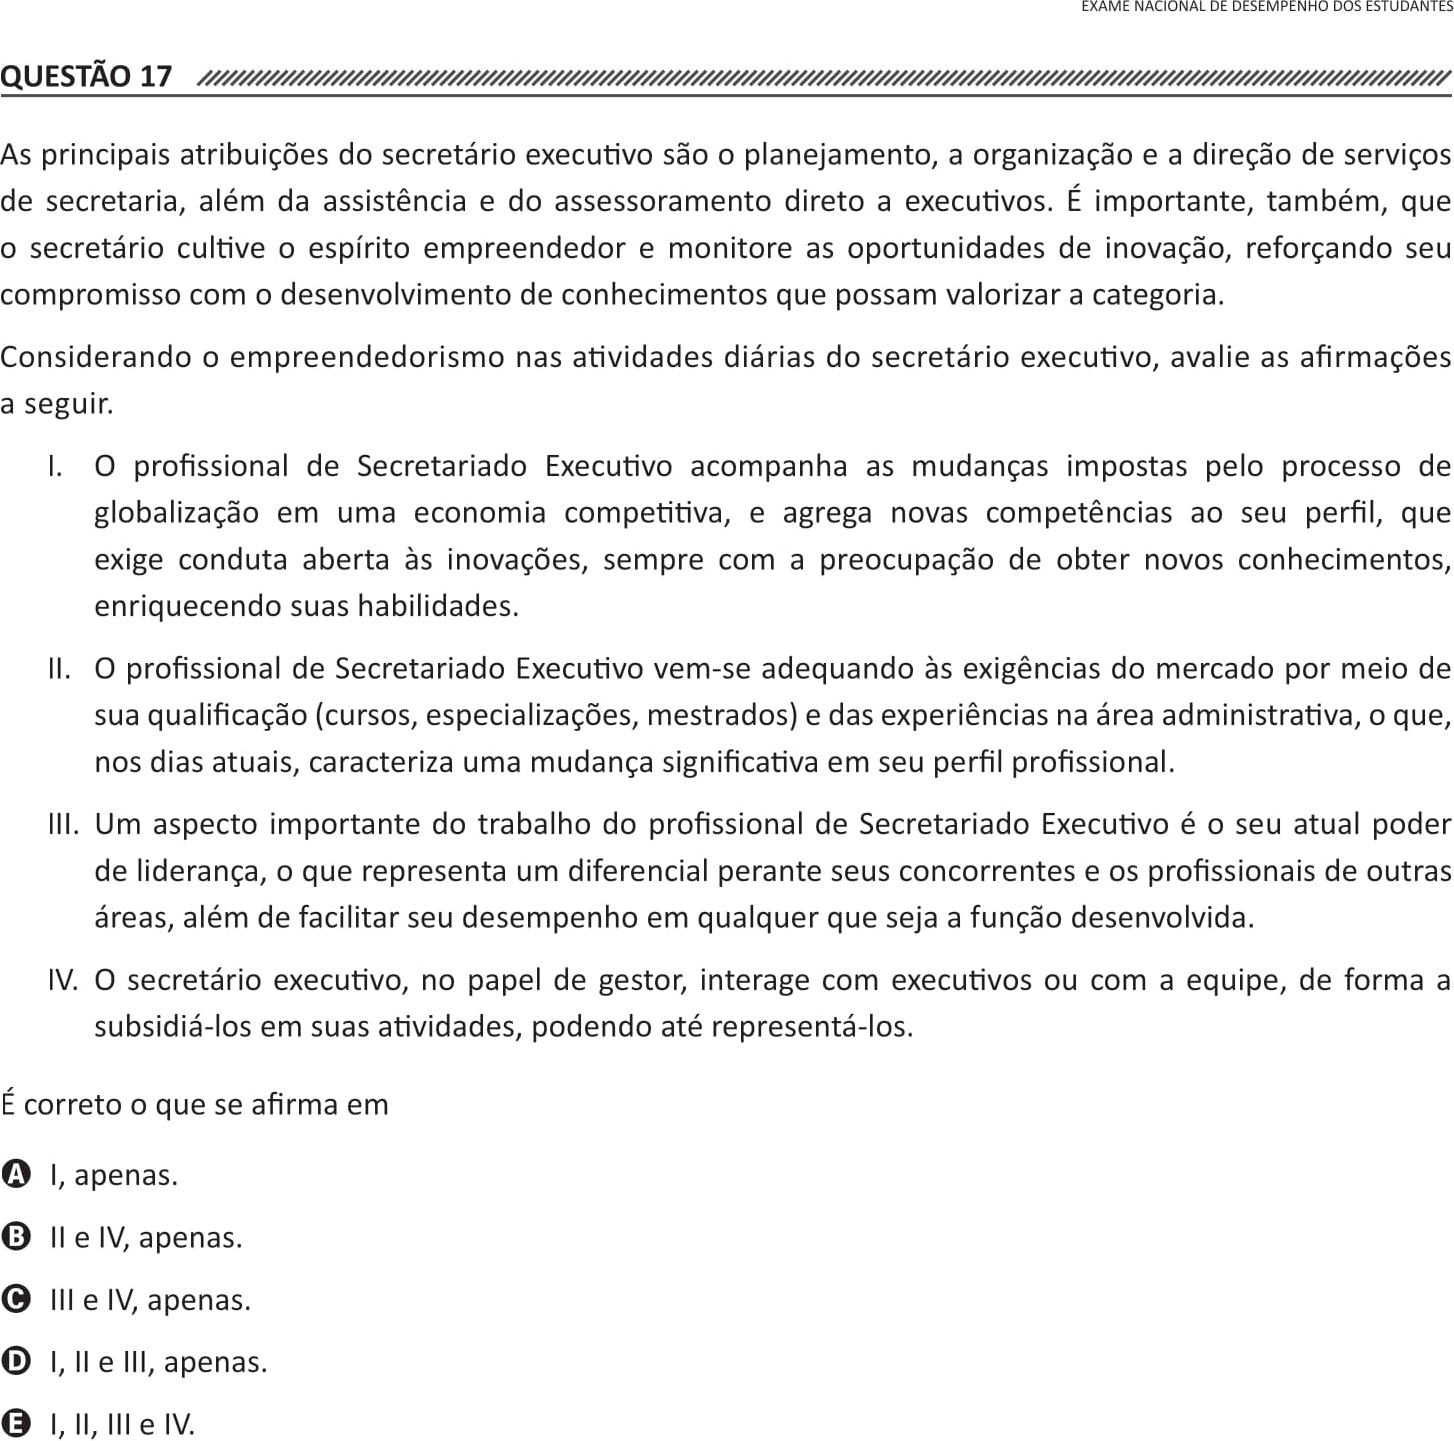 EXAME NACIONAL DE DESEMPENHO DOS ESTUDANTES
QUESTÃO 17
As principais atribuições do secretário executivo são o planejamento, a organização e a direção de serviços
de secretaria, além da assistência e do assessoramento direto a executivos. É importante, também, que
o secretário cultive o espírito empreendedor e monitore as oportunidades de inovação, reforçando seu
compromisso com o desenvolvimento de conhecimentos que possam valorizar a categoria.
Considerando o empreendedorismo nas atividades diárias do secretário executivo, avalie as afirmações
a seguir.
I. O profissional de Secretariado Executivo acompanha as mudanças impostas pelo processo de
globalização em uma economia competitiva, e agrega novas competências ao seu perfil, que
exige conduta aberta às inovações, sempre com a preocupação de obter novos conhecimentos,
enriquecendo suas habilidades.
II. O profissional de Secretariado Executivo vem-se adequando às exigências do mercado por meio de
sua qualificação (cursos, especializações, mestrados) e das experiências na área administrativa, o que,
nos dias atuais, caracteriza uma mudança significativa em seu perfil profissional.
III. Um aspecto importante do trabalho do profissional de Secretariado Executivo é o seu atual poder
de liderança, o que representa um diferencial perante seus concorrentes e os profissionais de outras
áreas, além de facilitar seu desempenho em qualquer que seja a função desenvolvida.
IV. O secretário executivo, no papel de gestor, interage com executivos ou com a equipe, de forma a
subsidiá-los em suas atividades, podendo até representá-los.
É correto o que se afirma em
A I, apenas.
B II e IV, apenas.
C III e IV, apenas.
D I, II e III, apenas.
E I, II, III e IV.